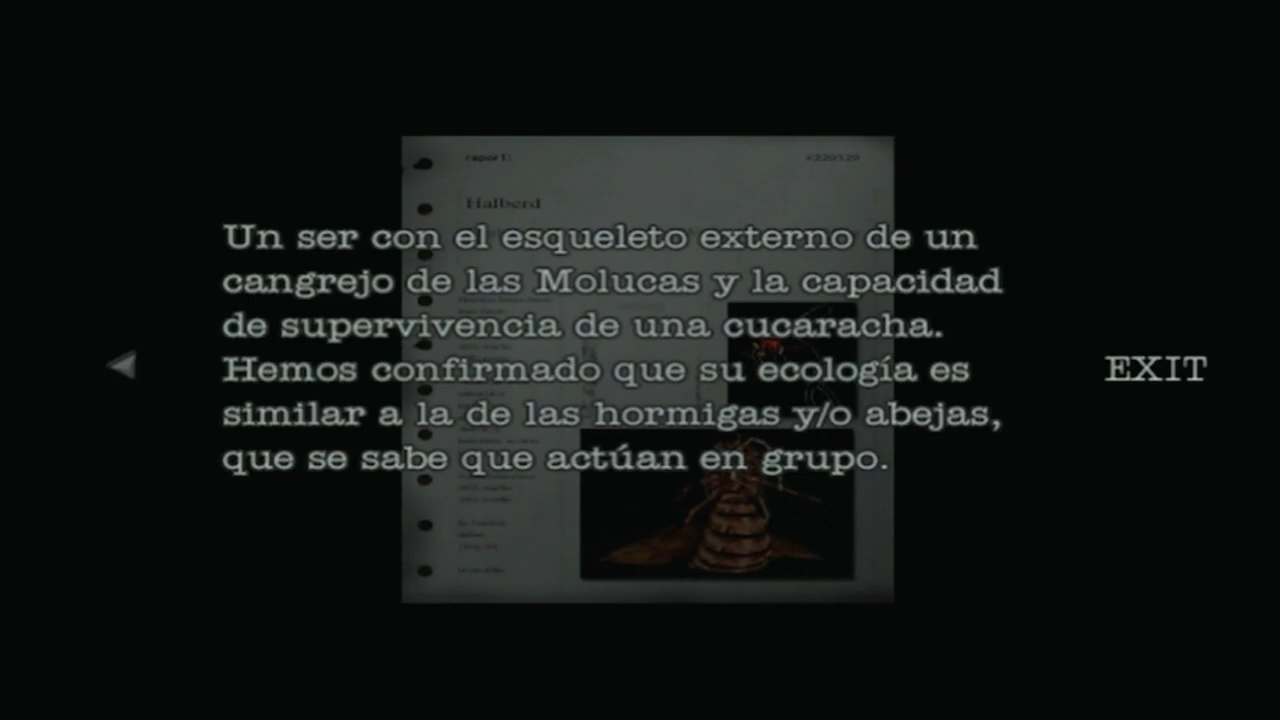 report:
Halberd
Un ser con el esqueleto externo de un
cangrejo de las Molucas y la capacidad
de supervivencia de una cucaracha.
Hemos confirmado que su ecología es
EXIT
similar a la de las hormigas y/o abejas,
que se sabe que actúan en grupo.